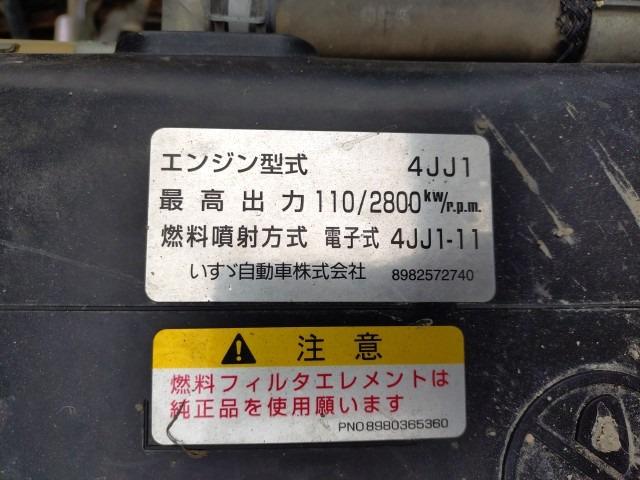 エンジン型式 4JJ1
最高出力 110/2800kw/r.p.m.
燃料噴射方式 電子式 4JJ1-11
いすゞ自動車株式会社 8982572740
注意
燃料フィルタエレメントは
純正品を使用願います
PNO8980365360